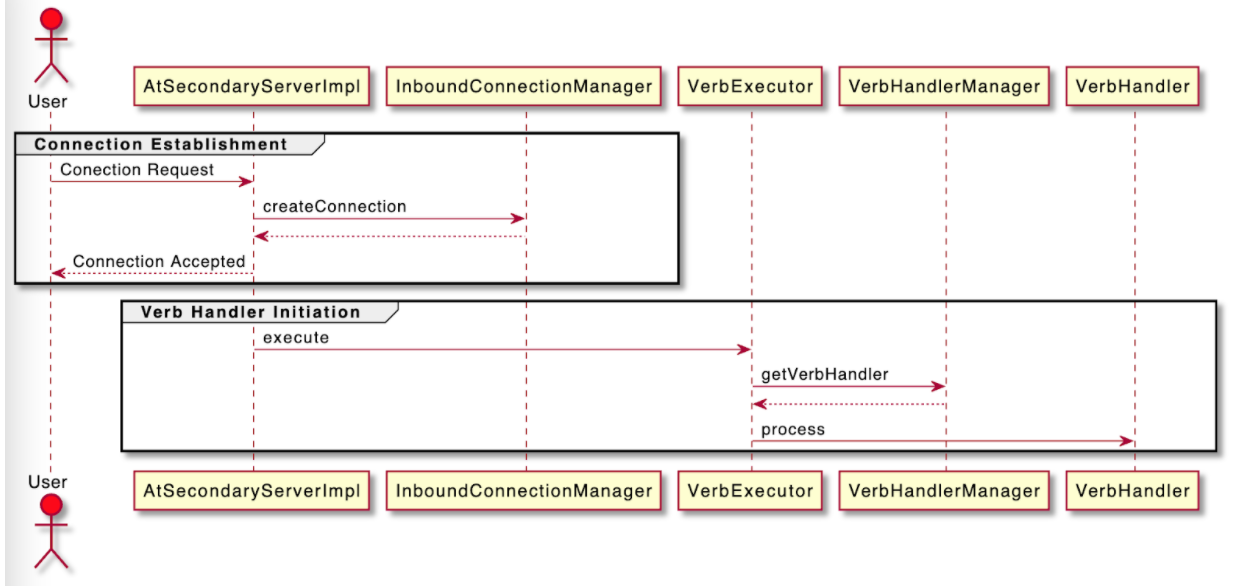 User
AtSecondaryServerImpl InboundConnectionManager VerbExecutor VerbHandlerManager VerbHandler
Connection Establishment
Conection Request
createConnection
Connection Accepted
Verb Handler Initiation
execute
getVerbHandler
process
User
AtSecondaryServerImpl InboundConnectionManager VerbExecutor VerbHandlerManager VerbHandler